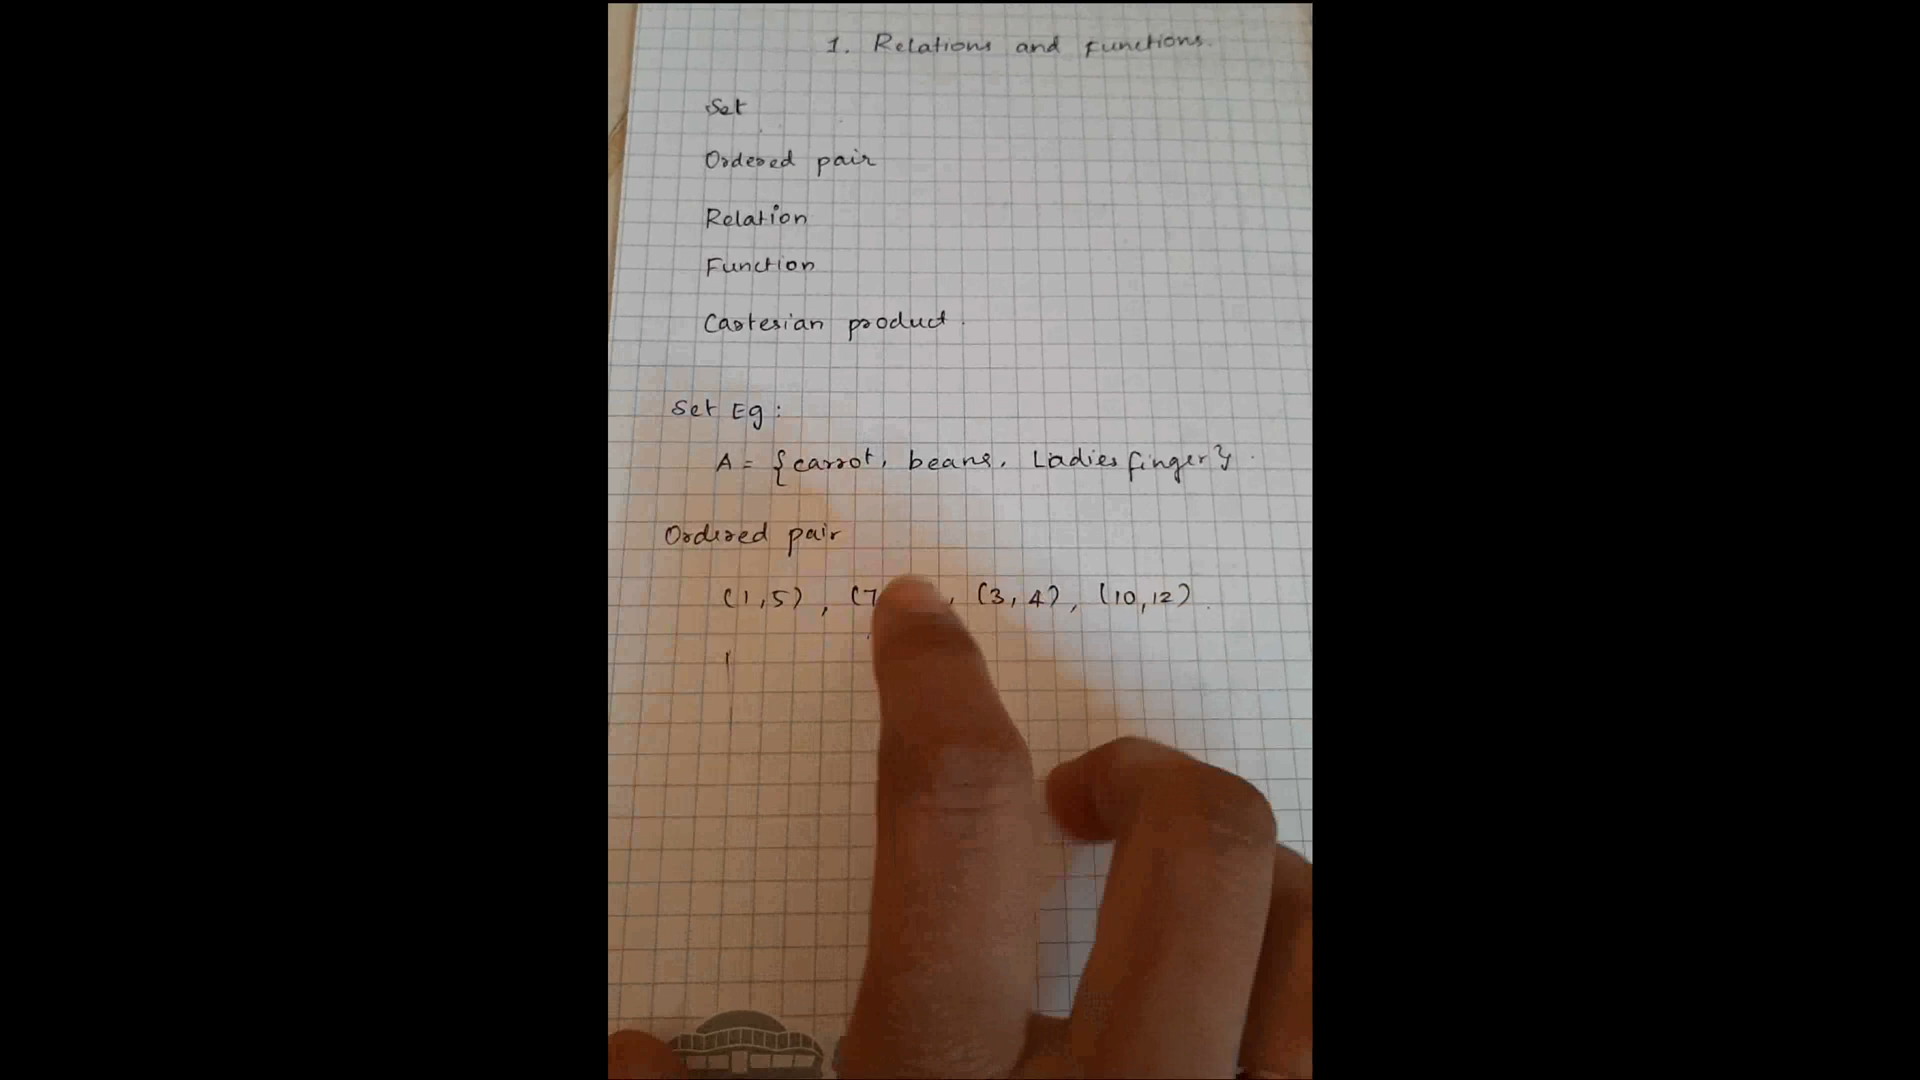 1. Relations and Functions.
Set
Ordered pair
Relation
Function
Cartesian product.
Set Eg:
A = {carrot, beans, Ladies finger}.
Ordered pair
(1,5), (7 , (3,4), (10,12).